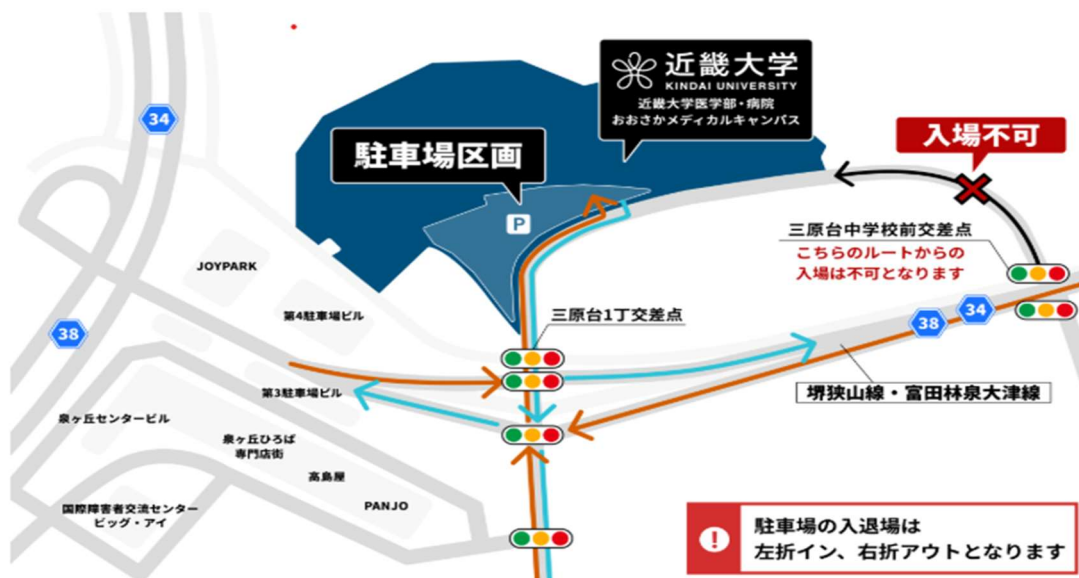 近畿大学
KINDAI UNIVERSITY
近畿大学医学部・病院
おおさかメディカルキャンパス
34
駐車場区画
入場不可
P
三原台中学校前交差点
こちらのルートからの
入場は不可となります
JOYPARK
第4駐車場ビル
三原台1丁交差点
38
34
38
第3駐車場ビル
堺狭山線・富田林泉大津線
泉ヶ丘センタービル
泉ヶ丘ひろば
専門店街
高島屋
PANJO
国際障害者交流センター
ビッグ・アイ
!
駐車場の入退場は
左折イン、右折アウトとなります